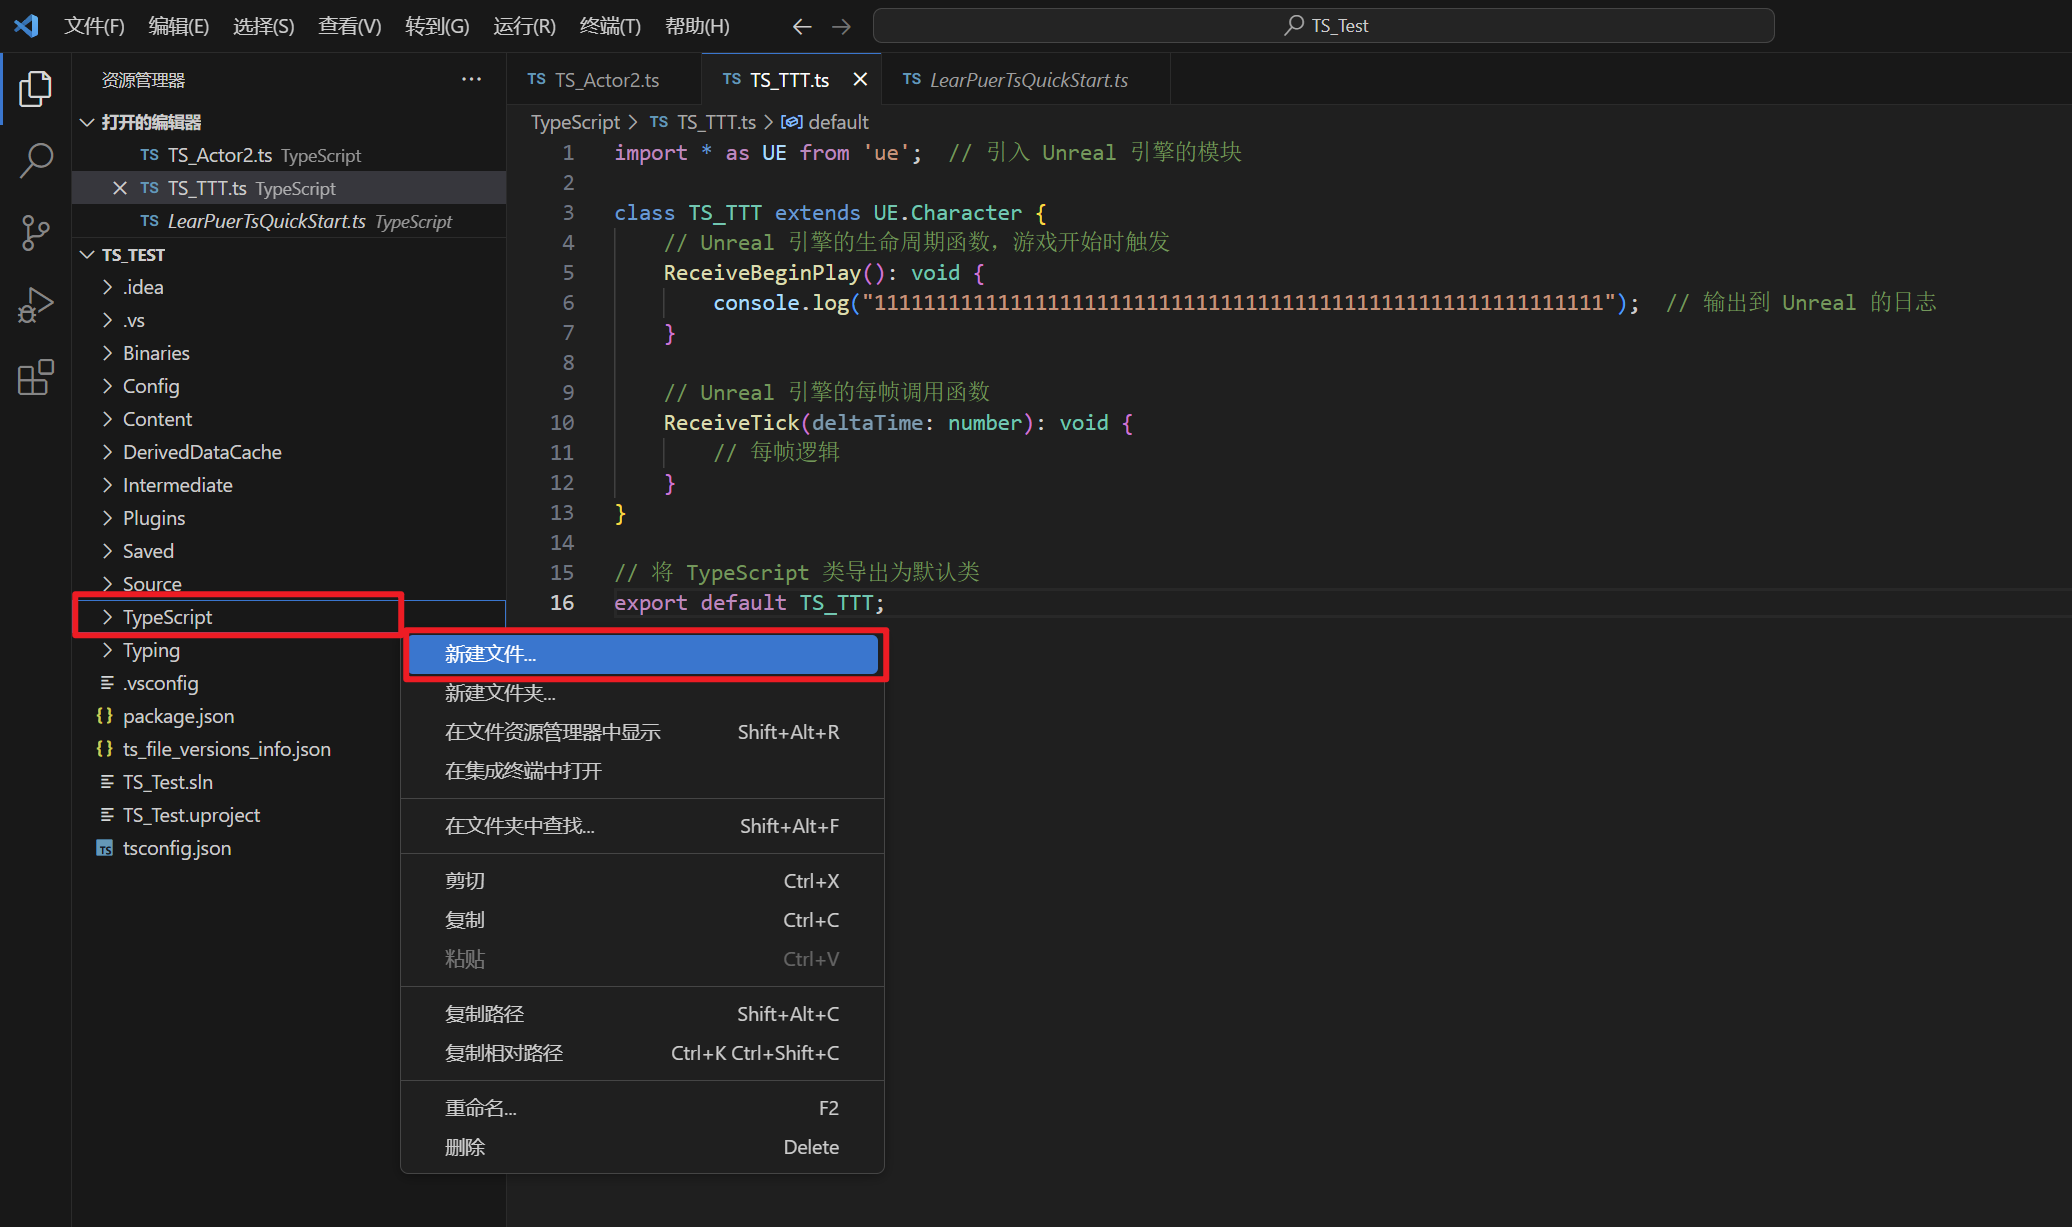 文件(F) 编辑(E) 选择(S) 查看(V) 转到(G) 运行(R) 终端(T) 帮助(H) TS_Test
资源管理器
打开的编辑器
TS TS_Actor2.ts TypeScript
TS TS_TTT.ts TypeScript
TS LearPuerTsQuickStart.ts TypeScript
TS_TEST
.idea
.vs
Binaries
Config
Content
DerivedDataCache
Intermediate
Plugins
Saved
Source
TypeScript
Typing
.vsconfig
{} package.json
{} ts_file_versions_info.json
TS_Test.sln
TS_Test.uproject
TS tsconfig.json
TS TS_Actor2.ts TS TS_TTT.ts TS LearPuerTsQuickStart.ts
TypeScript > TS TS_TTT.ts > default
1 import * as UE from 'ue'; // 引入 Unreal 引擎的模块
2
3 class TS_TTT extends UE.Character {
4 // Unreal 引擎的生命周期函数，游戏开始时触发
5 ReceiveBeginPlay(): void {
6 console.log("11111111111111111111111111111111111111111111111111111111111"); // 输出到 Unreal 的日志
7 }
8
9 // Unreal 引擎的每帧调用函数
10 ReceiveTick(deltaTime: number): void {
11 // 每帧逻辑
12 }
13 }
14
15 // 将 TypeScript 类导出为默认类
16 export default TS_TTT;
新建文件...
新建文件夹...
在文件资源管理器中显示 Shift+Alt+R
在集成终端中打开
在文件夹中查找... Shift+Alt+F
剪切 Ctrl+X
复制 Ctrl+C
粘贴 Ctrl+V
复制路径 Shift+Alt+C
复制相对路径 Ctrl+K Ctrl+Shift+C
重命名... F2
删除 Delete